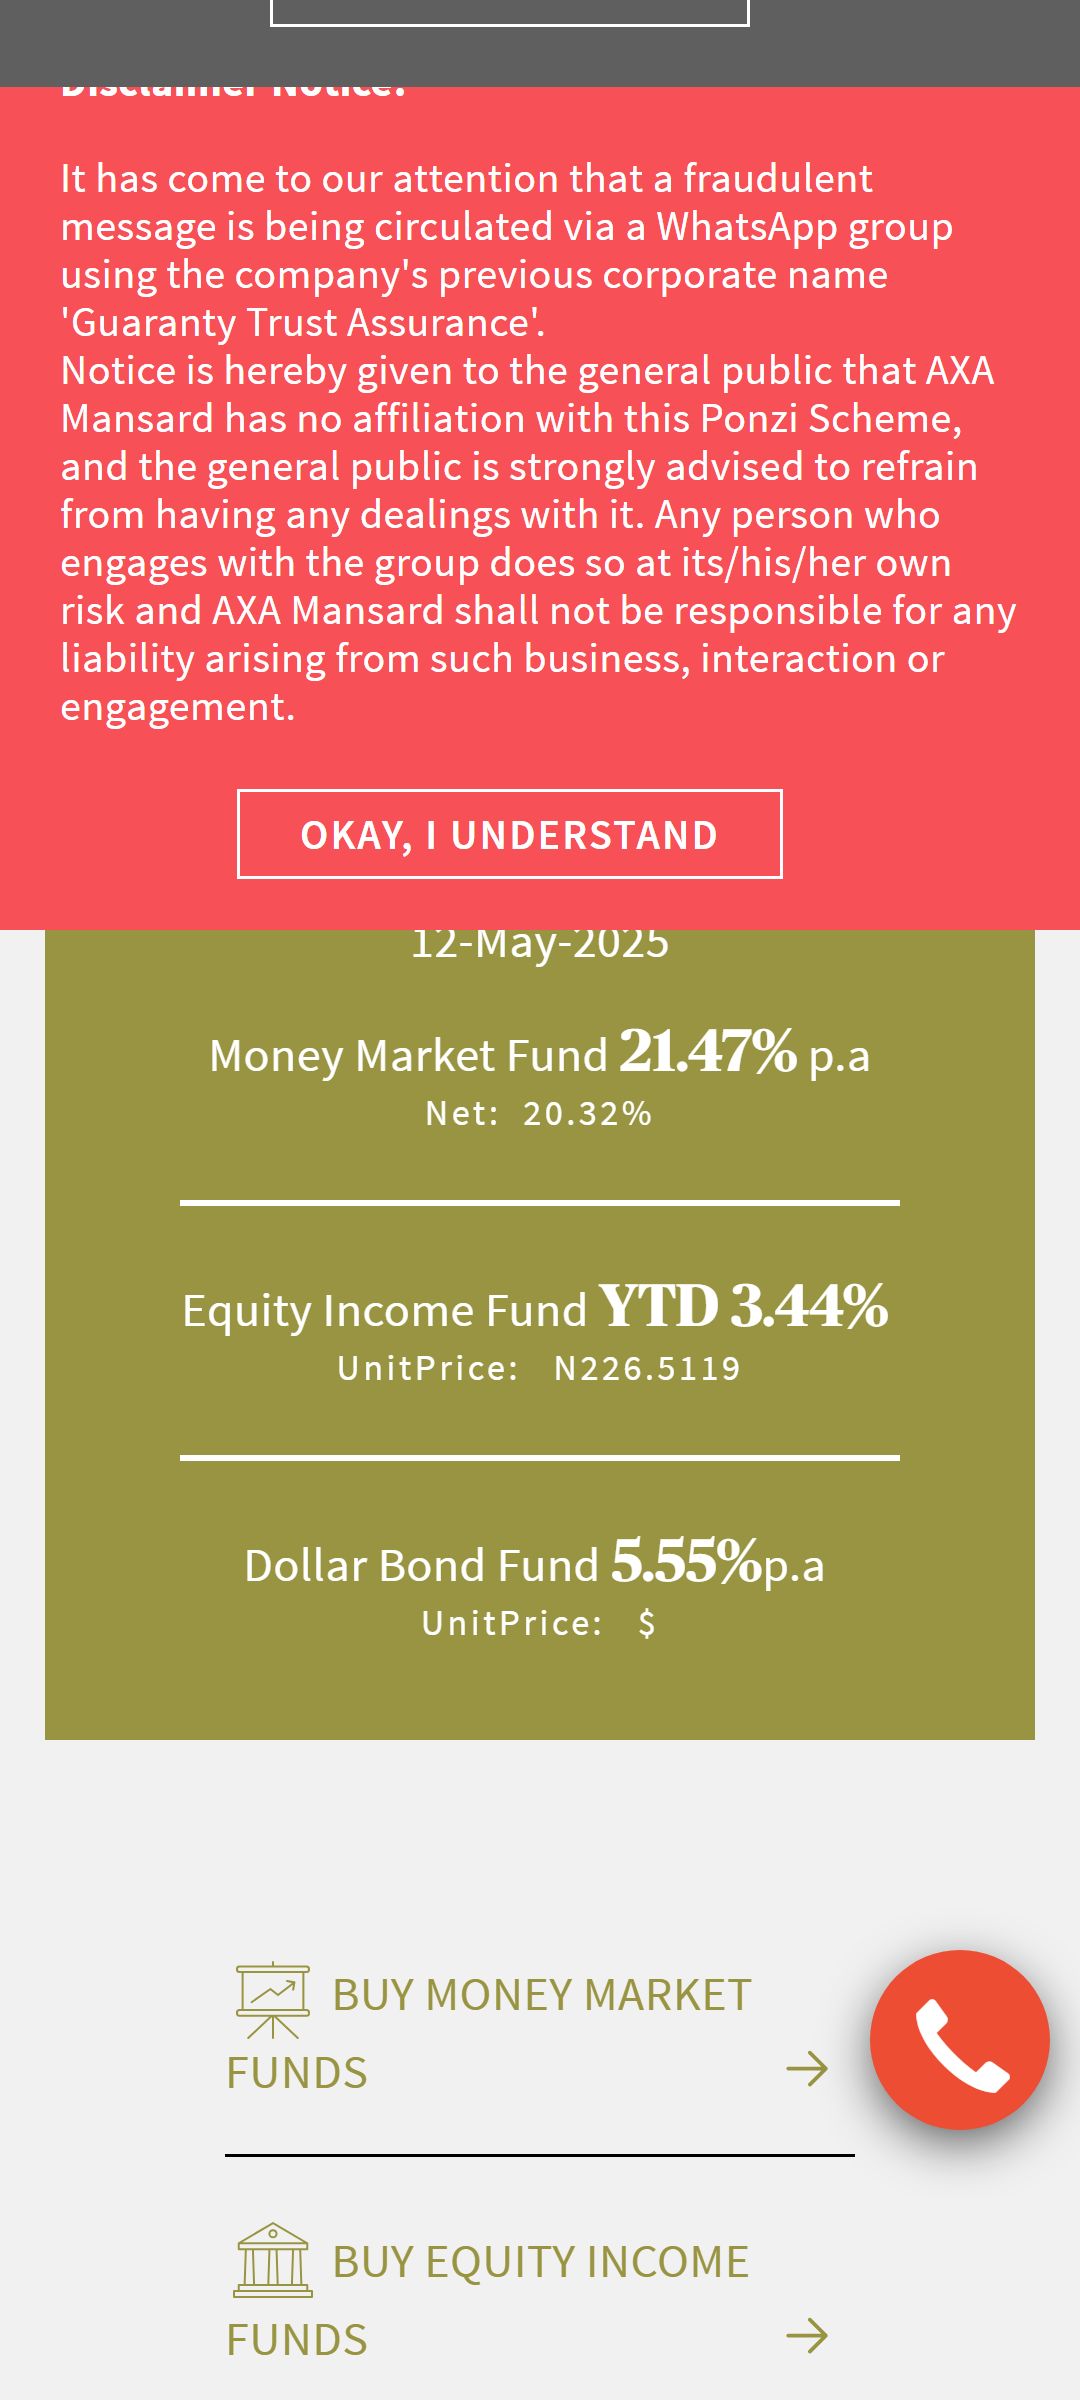 Disclaimer Notice:
It has come to our attention that a fraudulent
message is being circulated via a WhatsApp group
using the company's previous corporate name
'Guaranty Trust Assurance'.
Notice is hereby given to the general public that AXA
Mansard has no affiliation with this Ponzi Scheme,
and the general public is strongly advised to refrain
from having any dealings with it. Any person who
engages with the group does so at its/his/her own
risk and AXA Mansard shall not be responsible for any
liability arising from such business, interaction or
engagement.
OKAY, I UNDERSTAND
12-May-2025
Money Market Fund 21.47% p.a
Net: 20.32%
Equity Income Fund YTD 3.44%
UnitPrice: N226.5119
Dollar Bond Fund 5.55%p.a
UnitPrice: $
BUY MONEY MARKET
FUNDS
BUY EQUITY INCOME
FUNDS